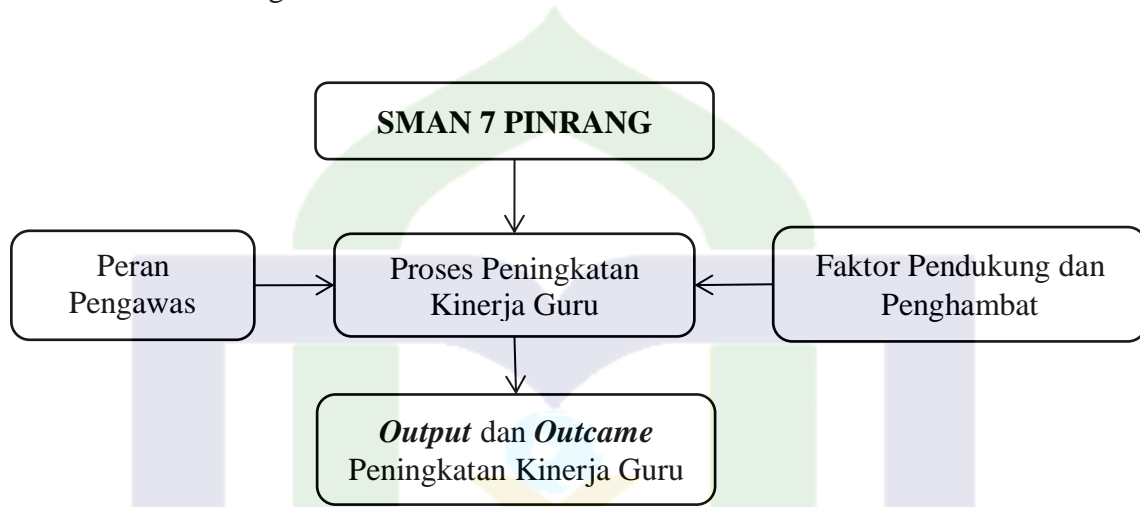 SMAN 7 PINRANG
Peran
Pengawas
Proses Peningkatan
Kinerja Guru
Faktor Pendukung dan
Penghambat
Output dan Outcame
Peningkatan Kinerja Guru